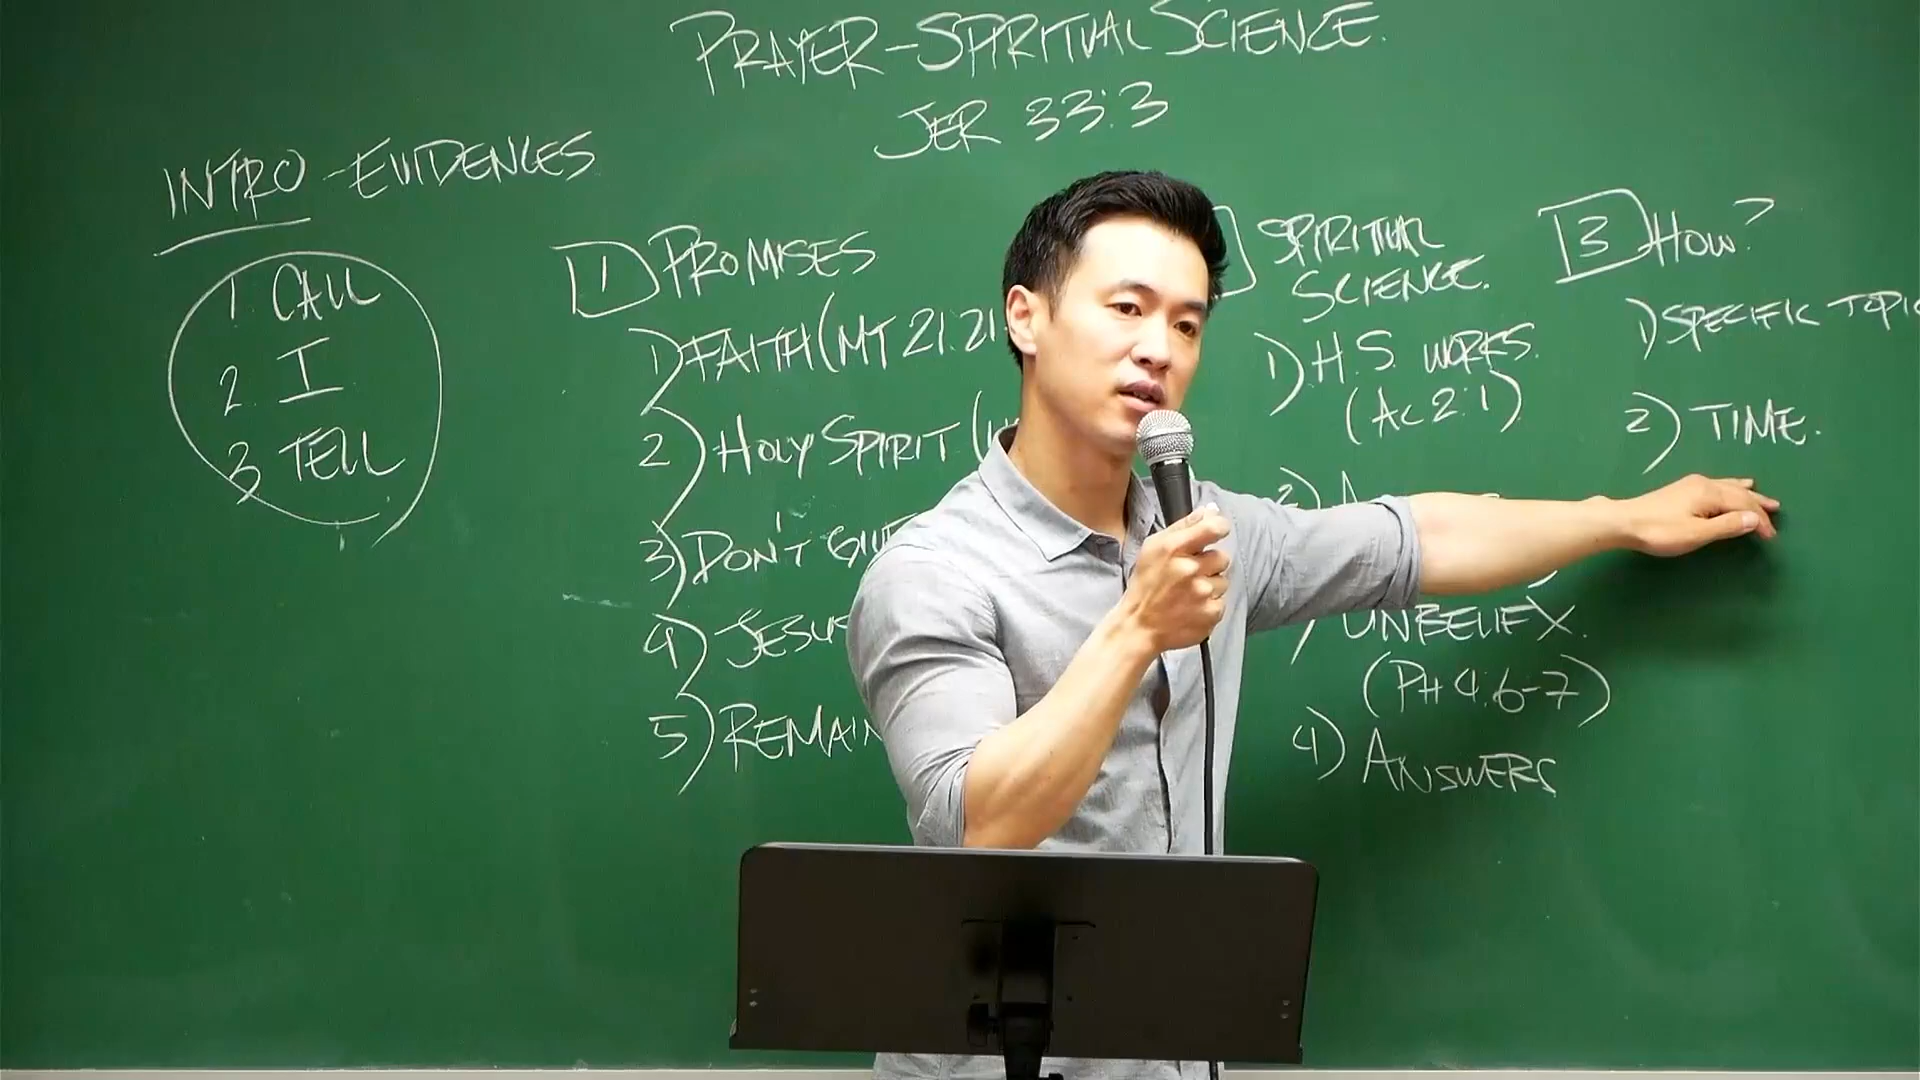 PRAYER-SPIRITUAL SCIENCE.
JER 33:3
INTRO-EVIDENCES
1. CALL
2. I
3 TELL
1 PROMISES
1) FAITH (MT 21:21
2) HOLY SPIRIT (
3) DON'T
4) JESUS
5) REMAIN
SPIRITUAL
SCIENCE.
1) H.S. WORKS.
(AC 2:1)
2)
UNBELIEF X.
(PH 4:6-7)
4) ANSWERS
3 HOW?
1) SPECIFIC TOPIC
2) TIME.